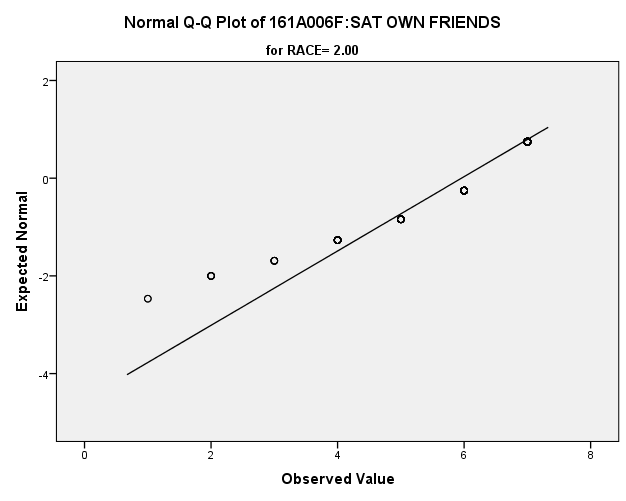 Normal Q-Q Plot of 161A006F:SAT OWN FRIENDS
for RACE= 2.00
2
0
-2
-4
Expected Normal
0 2 4 6 8
Observed Value